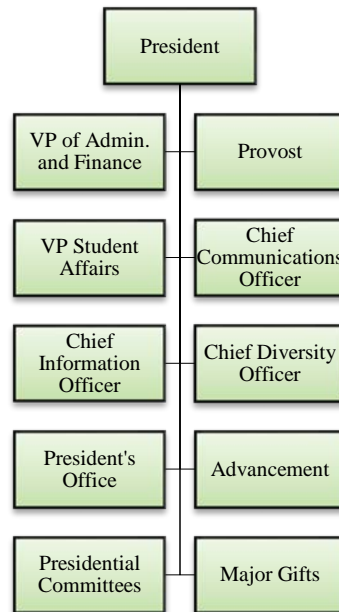 President
VP of Admin.
and Finance
Provost
VP Student
Affairs
Chief
Communications
Officer
Chief
Information
Officer
Chief Diversity
Officer
President's
Office
Advancement
Presidential
Committees
Major Gifts